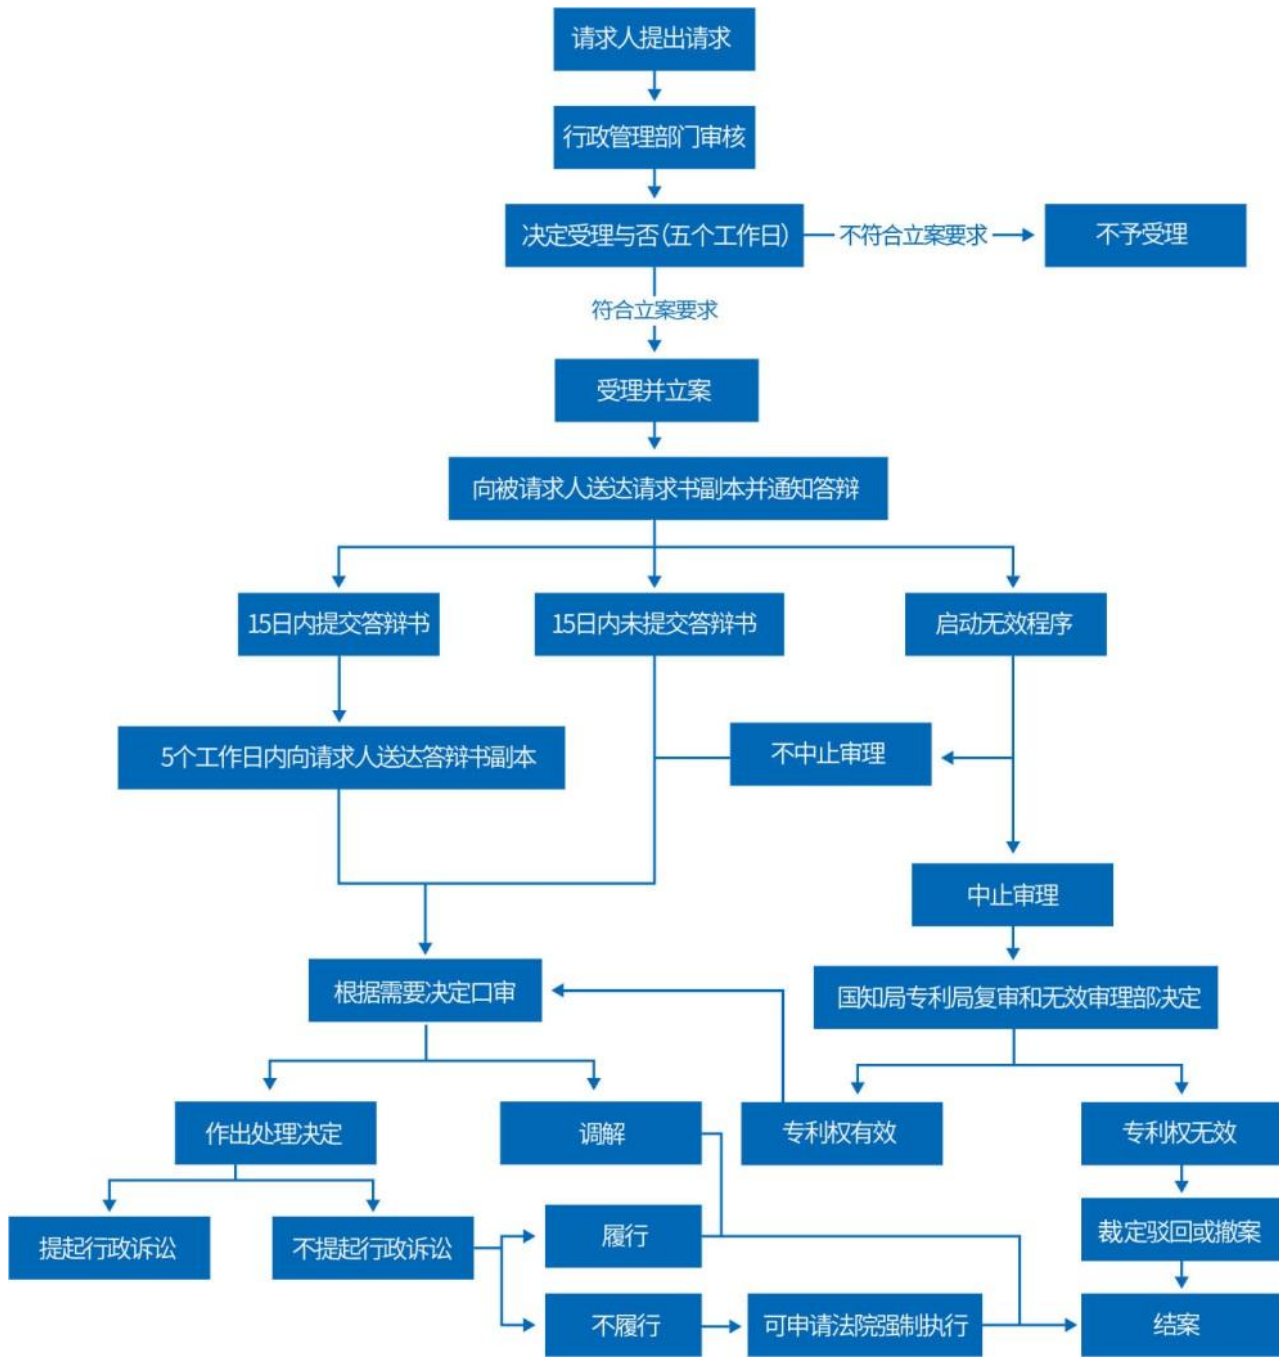 请求人提出请求
行政管理部门审核
决定受理与否(五个工作日)
不符合立案要求
不予受理
符合立案要求
受理并立案
向被请求人送达请求书副本并通知答辩
15日内提交答辩书
15日内未提交答辩书
启动无效程序
5个工作日内向请求人送达答辩书副本
不中止审理
中止审理
根据需要决定口审
国知局专利局复审和无效审理部决定
作出处理决定
调解
专利权有效
专利权无效
提起行政诉讼
不提起行政诉讼
履行
裁定驳回或撤案
不履行
可申请法院强制执行
结案